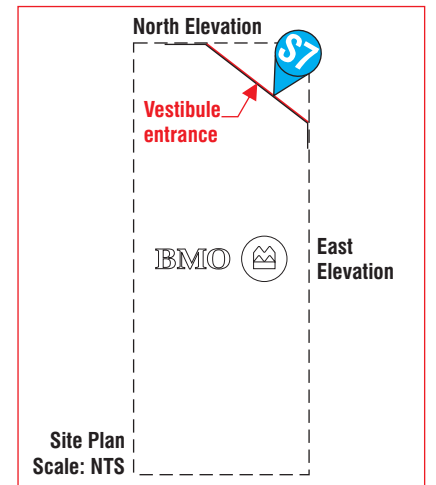 North Elevation
S7
Vestibule
entrance
BMO
East
Elevation
Site Plan
Scale: NTS